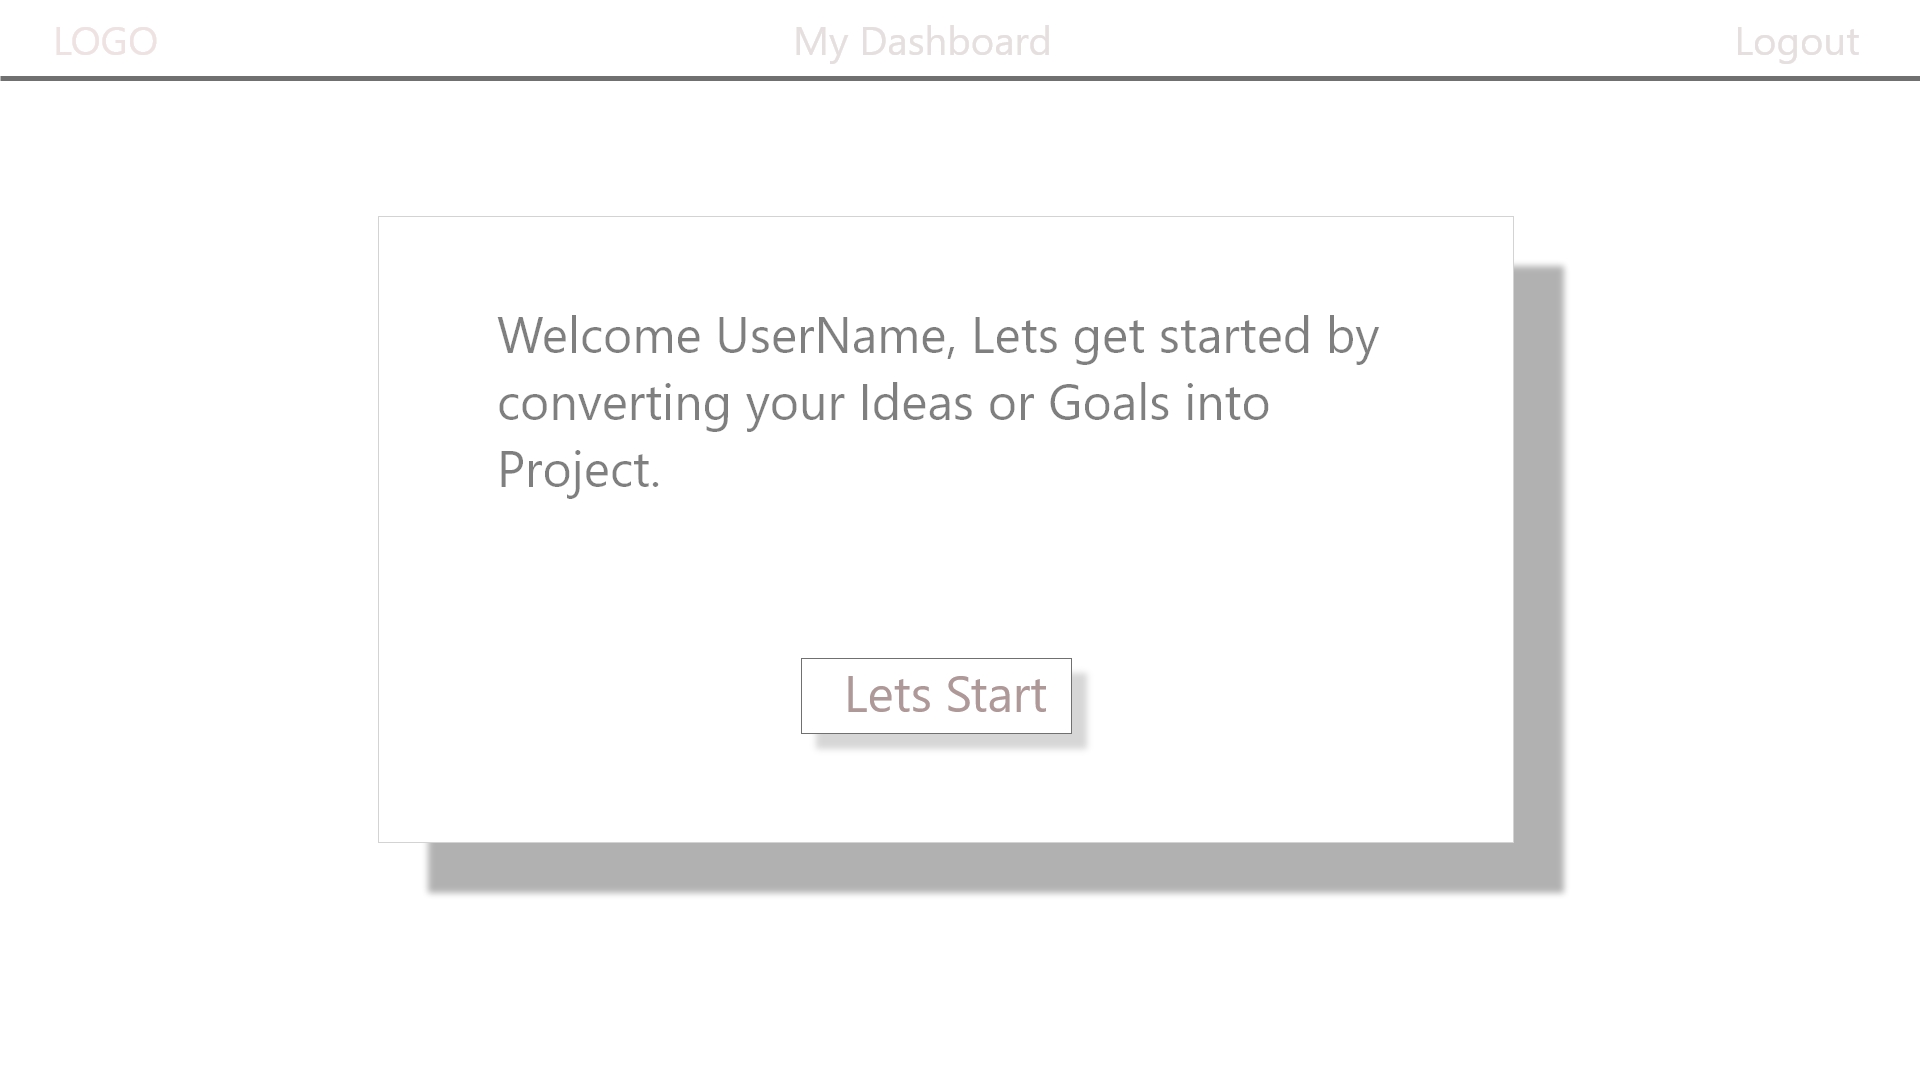 LOGO
My Dashboard
Logout
Welcome UserName, Lets get started by
converting your Ideas or Goals into
Project.
Lets Start